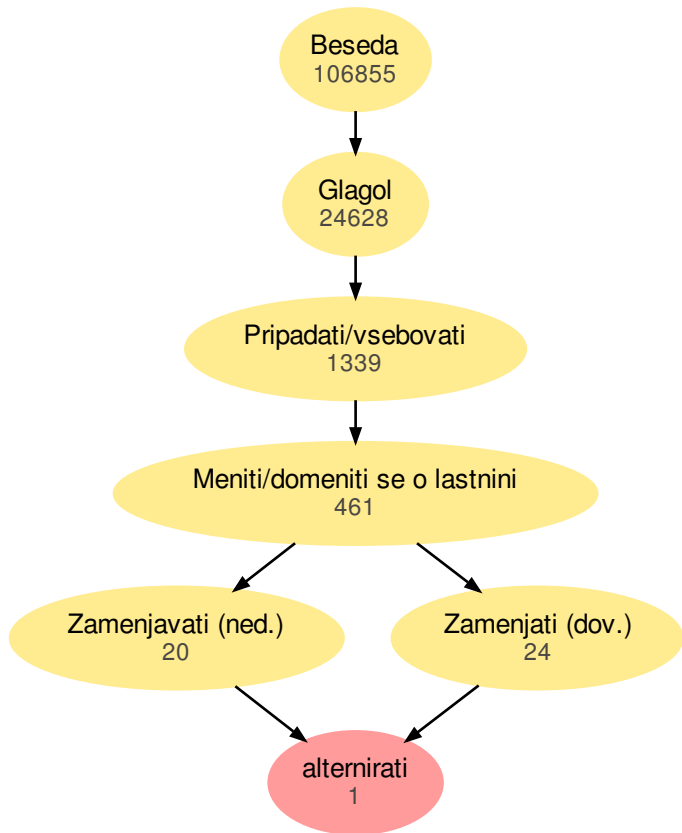 Beseda
106855
Glagol
24628
Pripadati/vsebovati
1339
Meniti/domeniti se o lastnini
461
Zamenjavati (ned.)
20
Zamenjati (dov.)
24
alternirati
1